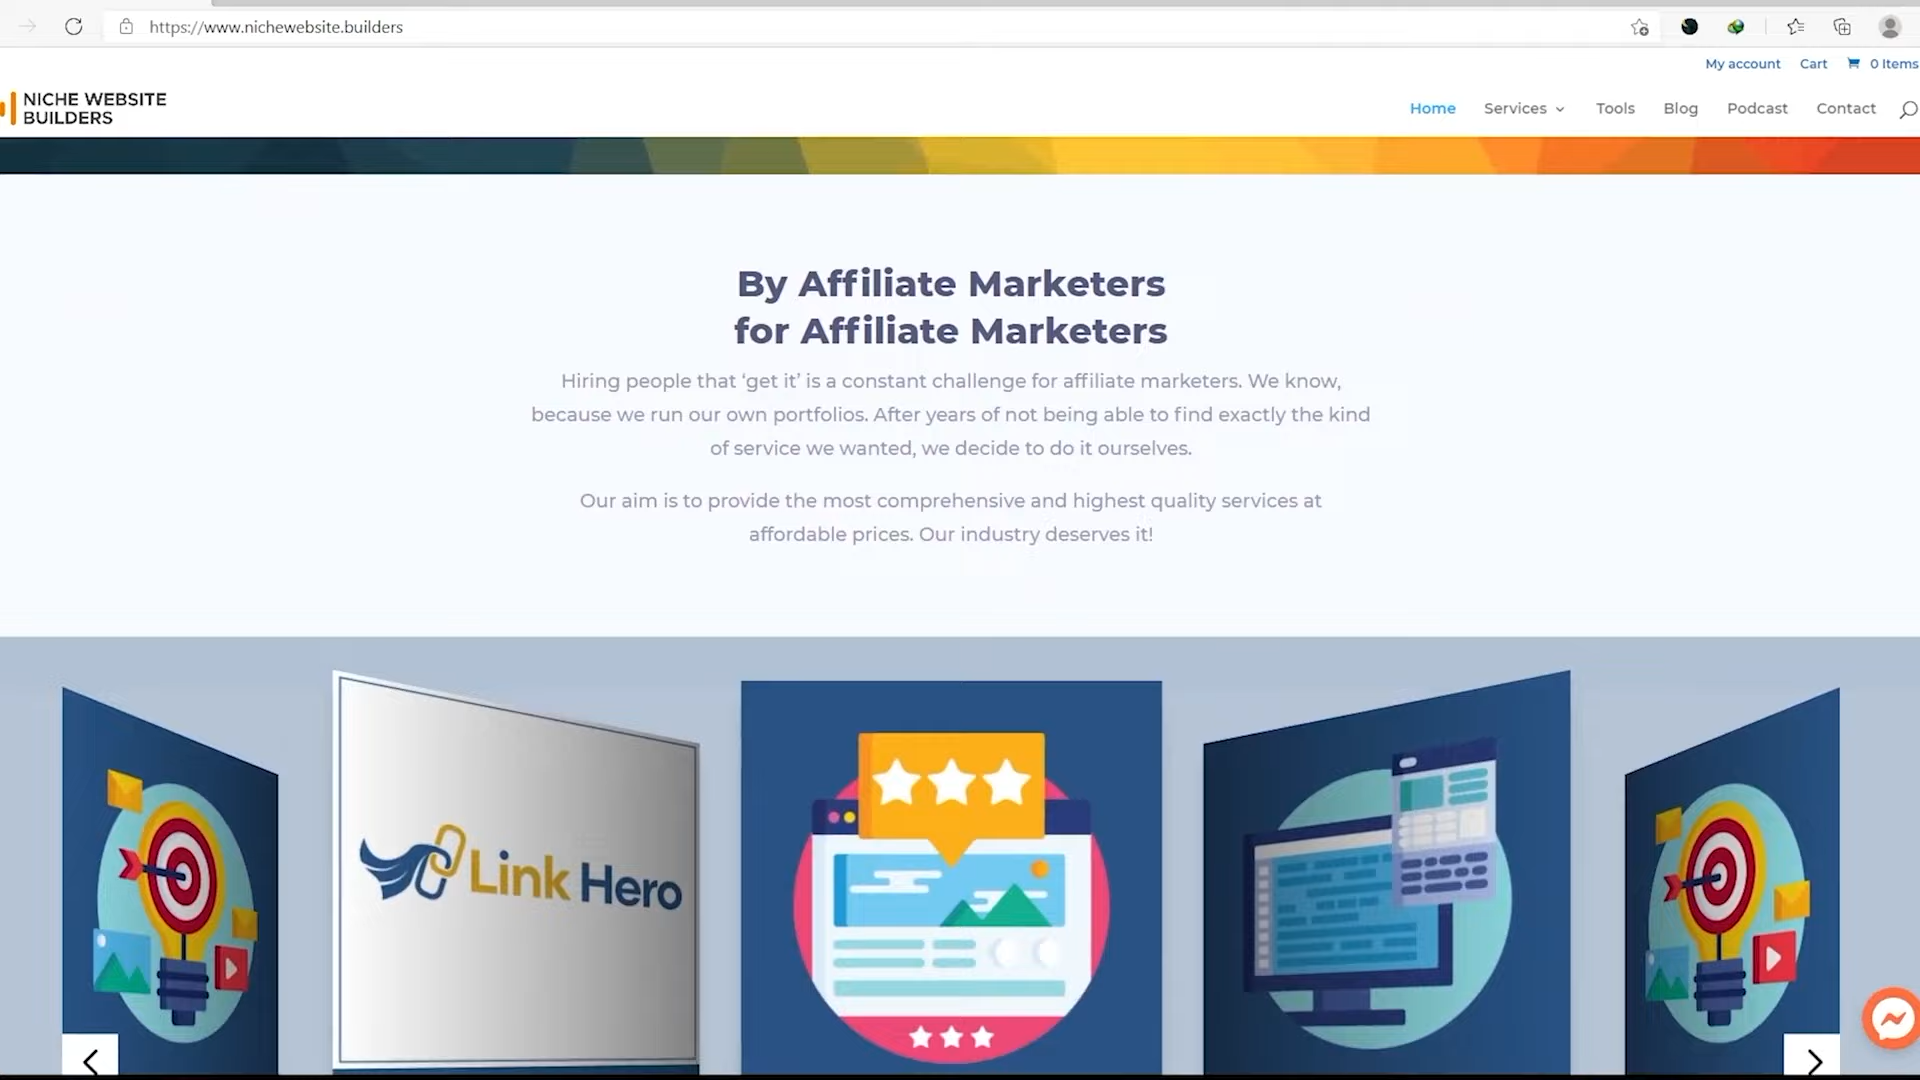 https://www.nichewebsite.builders
My account Cart 0 Items
NICHE WEBSITE
BUILDERS
Home Services Tools Blog Podcast Contact
By Affiliate Marketers
for Affiliate Marketers
Hiring people that ‘get it’ is a constant challenge for affiliate marketers. We know,
because we run our own portfolios. After years of not being able to find exactly the kind
of service we wanted, we decide to do it ourselves.
Our aim is to provide the most comprehensive and highest quality services at
affordable prices. Our industry deserves it!
Link Hero